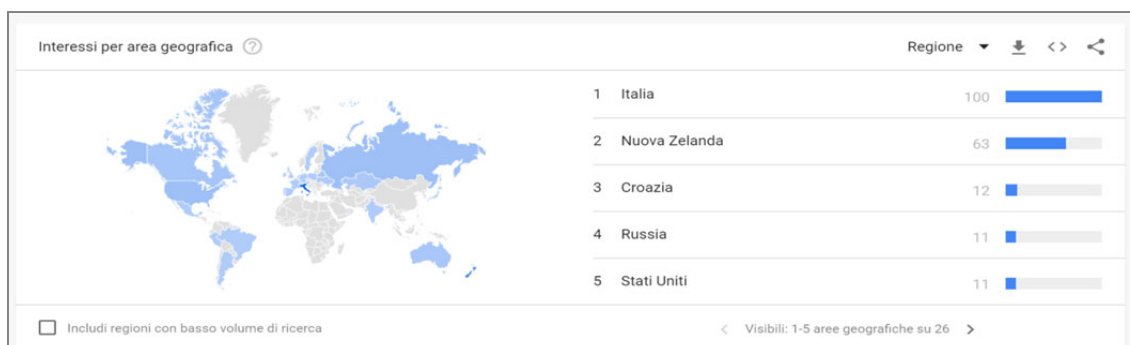 Interessi per area geografica ?
Regione
1 Italia 100
2 Nuova Zelanda 63
3 Croazia 12
4 Russia 11
5 Stati Uniti 11
Includi regioni con basso volume di ricerca
Visibili: 1-5 aree geografiche su 26